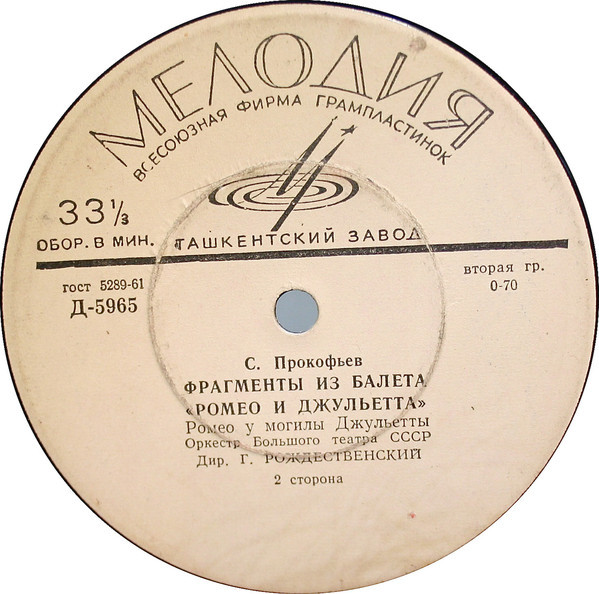 МЕЛОДИЯ
ВСЕСОЮЗНАЯ ФИРМА ГРАМПЛАСТИНОК
33⅓
ОБОР. В МИН. ТАШКЕНТСКИЙ ЗАВОД
гост 5289-61
Д-5965
вторая гр.
0-70
С. Прокофьев
ФРАГМЕНТЫ ИЗ БАЛЕТА
«РОМЕО И ДЖУЛЬЕТТА»
Ромео у могилы Джульетты
Оркестр Большого театра СССР
Дир. Г. РОЖДЕСТВЕНСКИЙ
2 сторона